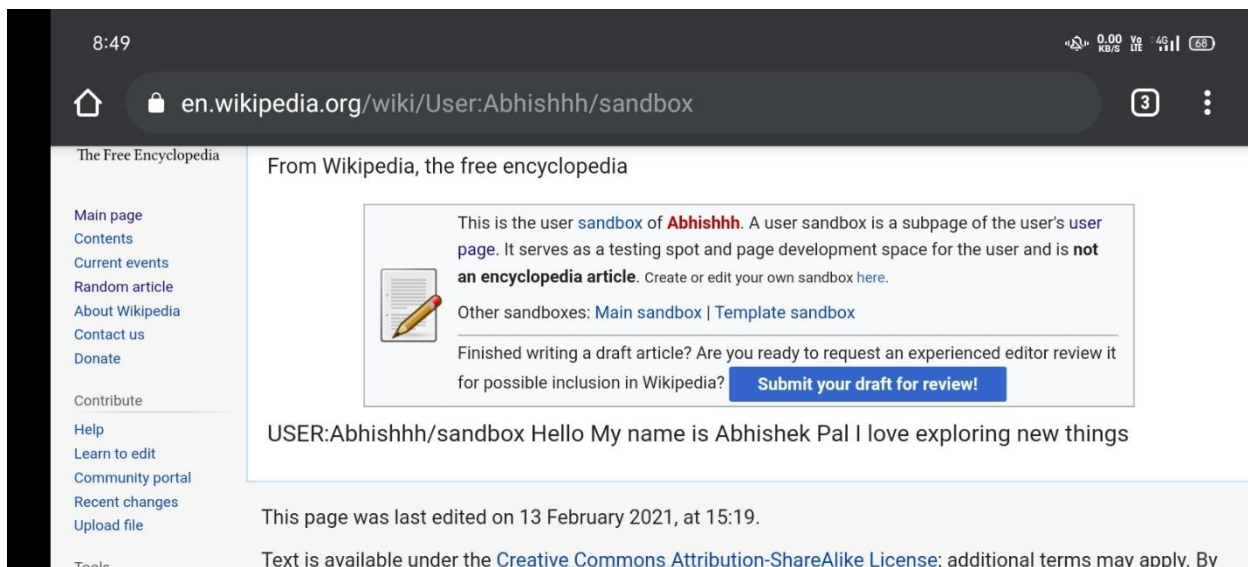 8:49
0.00 KB/S Vo LTE 4G 68
en.wikipedia.org/wiki/User:Abhishhh/sandbox
3
The Free Encyclopedia
Main page
Contents
Current events
Random article
About Wikipedia
Contact us
Donate
Contribute
Help
Learn to edit
Community portal
Recent changes
Upload file
Tools
From Wikipedia, the free encyclopedia
This is the user sandbox of Abhishhh. A user sandbox is a subpage of the user's user
page. It serves as a testing spot and page development space for the user and is not
an encyclopedia article. Create or edit your own sandbox here.
Other sandboxes: Main sandbox | Template sandbox
Finished writing a draft article? Are you ready to request an experienced editor review it
for possible inclusion in Wikipedia? Submit your draft for review!
USER:Abhishhh/sandbox Hello My name is Abhishek Pal I love exploring new things
This page was last edited on 13 February 2021, at 15:19.
Text is available under the Creative Commons Attribution-ShareAlike License; additional terms may apply. By